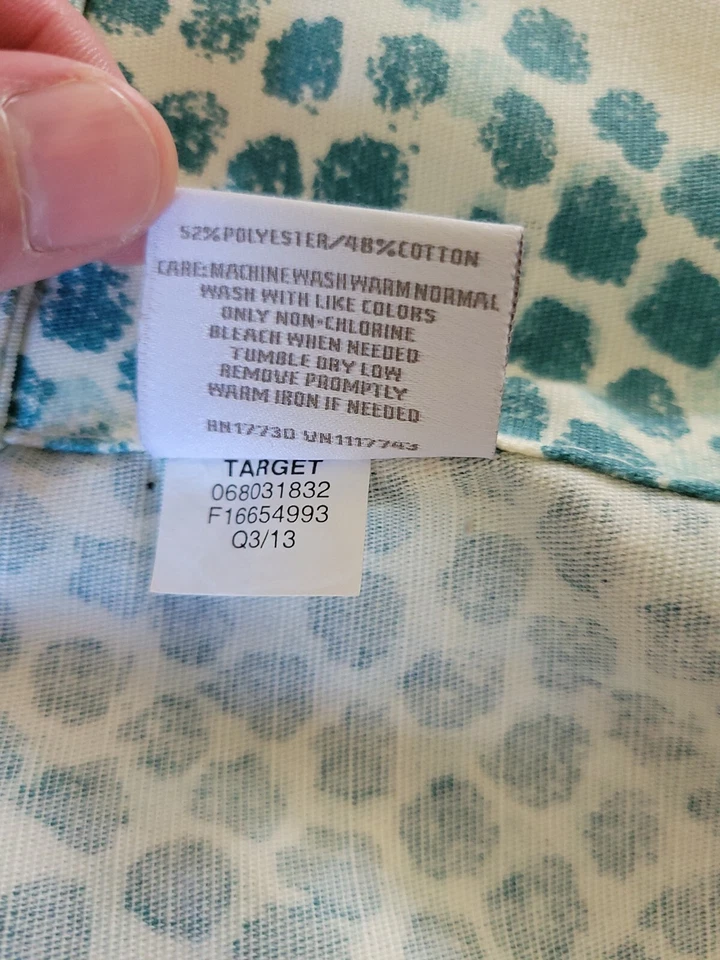 52%POLYESTER/48%COTTON
CARE:MACHINE WASH WARM NORMAL
WASH WITH LIKE COLORS
ONLY NON-CHLORINE
BLEACH WHEN NEEDED
TUMBLE DRY LOW
REMOVE PROMPTLY
WARM IRON IF NEEDED
RN17730 VN1117743
TARGET
068031832
F16654993
Q3/13